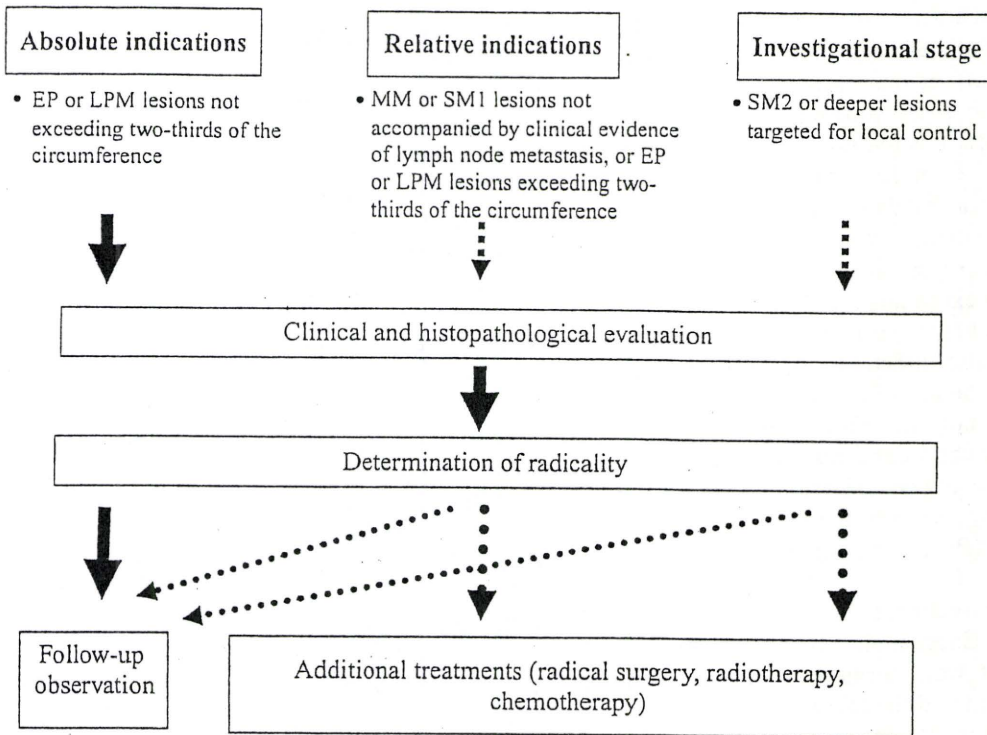 Absolute indications
Relative indications
Investigational stage
• EP or LPM lesions not
exceeding two-thirds of the
circumference
• MM or SM1 lesions not
accompanied by clinical evidence
of lymph node metastasis, or EP
or LPM lesions exceeding two-
thirds of the circumference
• SM2 or deeper lesions
targeted for local control
Clinical and histopathological evaluation
Determination of radicality
Follow-up
observation
Additional treatments (radical surgery, radiotherapy,
chemotherapy)